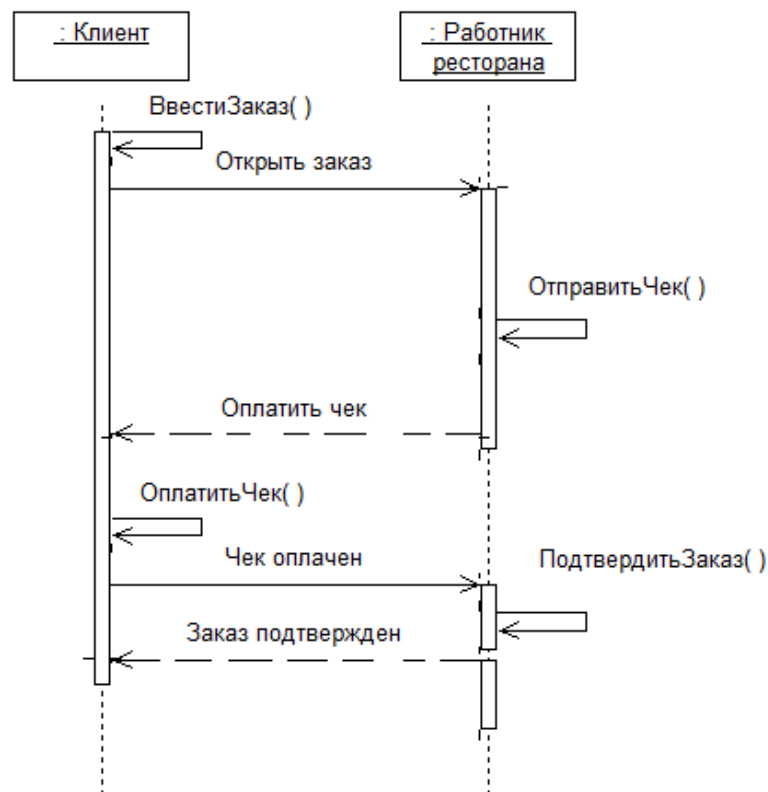 : Клиент
: Работник
ресторана
ВвестиЗаказ( )
Открыть заказ
ОтправитьЧек( )
Оплатить чек
ОплатитьЧек( )
Чек оплачен
ПодтвердитьЗаказ( )
Заказ подтвержден